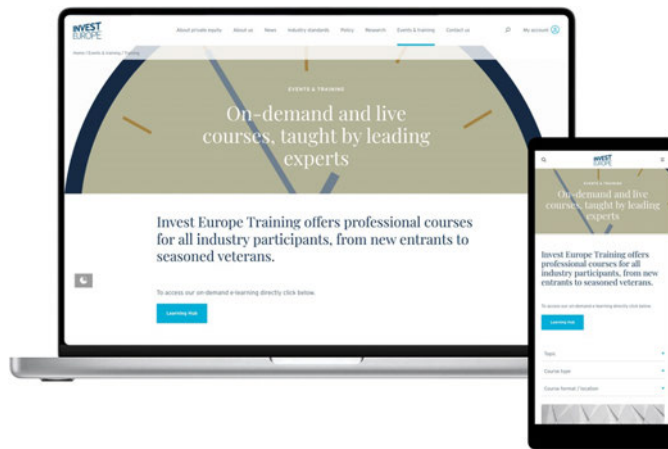 INVEST
EUROPE
About private equity About us News Industry standards Policy Research Events & training Contact us My account
Home / Events & training / Training
EVENTS & TRAINING
On-demand and live
courses, taught by leading
experts
Invest Europe Training offers professional courses
for all industry participants, from new entrants to
seasoned veterans.
To access our on-demand e-learning directly click below.
Learning Hub
INVEST
EUROPE
EVENTS & TRAINING
On-demand and live
courses, taught by leading
experts
Invest Europe Training offers
professional courses for all
industry participants, from new
entrants to seasoned veterans.
To access our on-demand e-learning directly click below.
Learning Hub
Topic
Course type
Course format / location